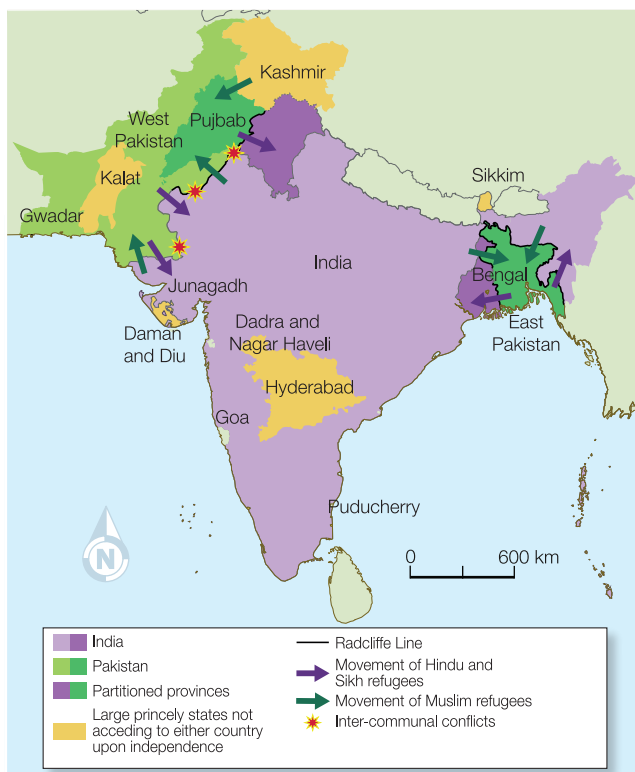 Kashmir
West
Pakistan
Pujbab
Kalat
Gwadar
Sikkim
India
Bengal
Junagadh
East
Pakistan
Daman
and Diu
Dadra and
Nagar Haveli
Hyderabad
Goa
Puducherry
N
0 600 km
India
Pakistan
Partitioned provinces
Large princely states not
acceding to either country
upon independence
Radcliffe Line
Movement of Hindu and
Sikh refugees
Movement of Muslim refugees
Inter-communal conflicts